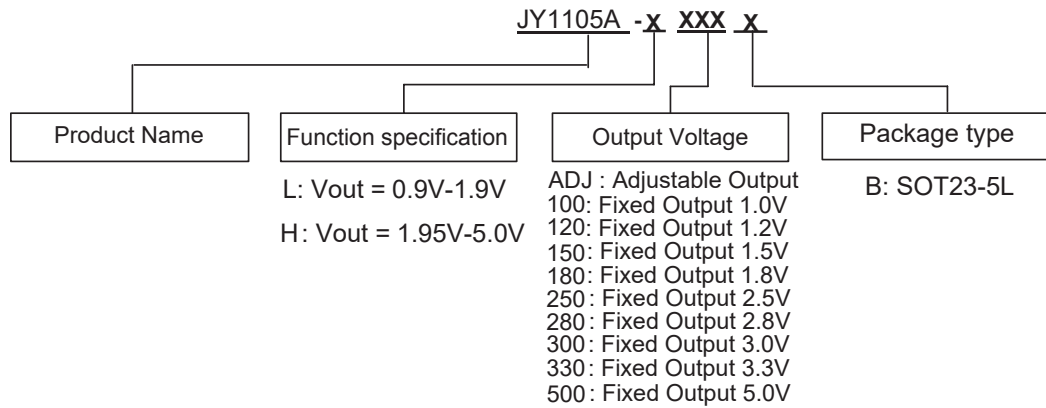 JY1105A -X XXX X
Product Name
Function specification
Output Voltage
Package type
L: Vout = 0.9V-1.9V
H: Vout = 1.95V-5.0V
ADJ : Adjustable Output
100: Fixed Output 1.0V
120: Fixed Output 1.2V
150: Fixed Output 1.5V
180: Fixed Output 1.8V
250: Fixed Output 2.5V
280: Fixed Output 2.8V
300: Fixed Output 3.0V
330: Fixed Output 3.3V
500: Fixed Output 5.0V
B: SOT23-5L